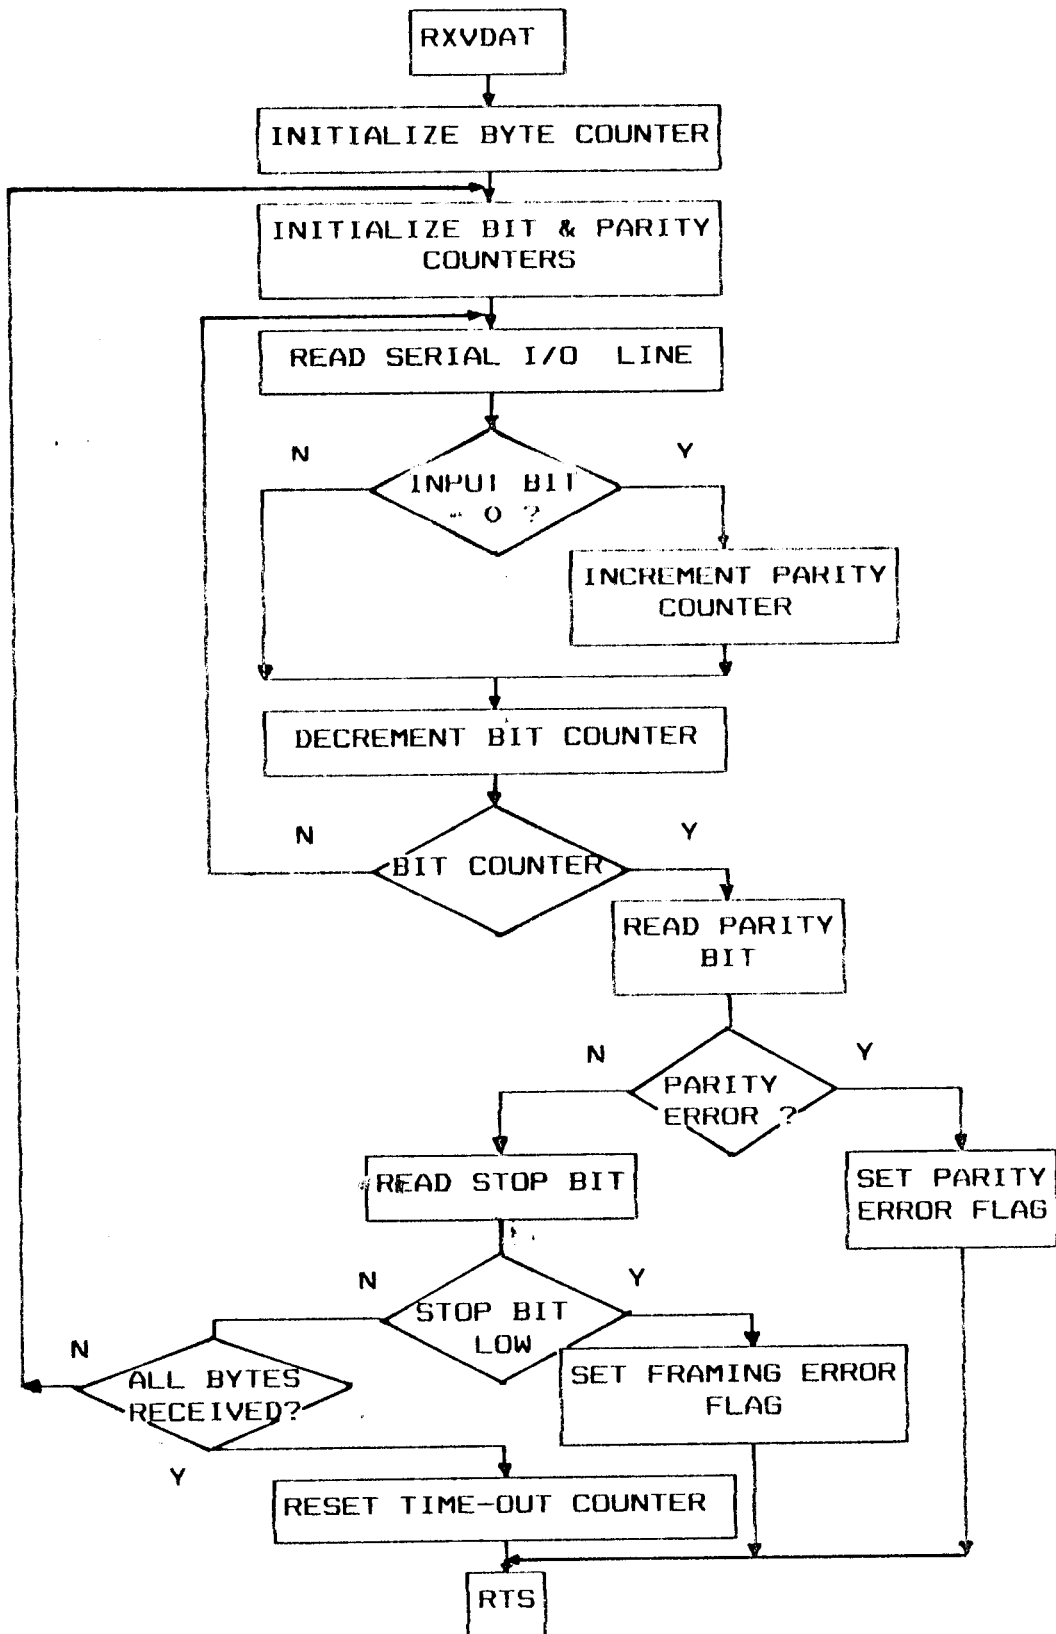 RXVDAT
INITIALIZE BYTE COUNTER
INITIALIZE BIT & PARITY
COUNTERS
READ SERIAL I/O LINE
N
Y
INPUT BIT
= 0 ?
INCREMENT PARITY
COUNTER
DECREMENT BIT COUNTER
N
Y
BIT COUNTER
READ PARITY
BIT
N
Y
PARITY
ERROR ?
READ STOP BIT
SET PARITY
ERROR FLAG
N
Y
STOP BIT
LOW
N
ALL BYTES
RECEIVED?
SET FRAMING ERROR
FLAG
Y
RESET TIME-OUT COUNTER
RTS